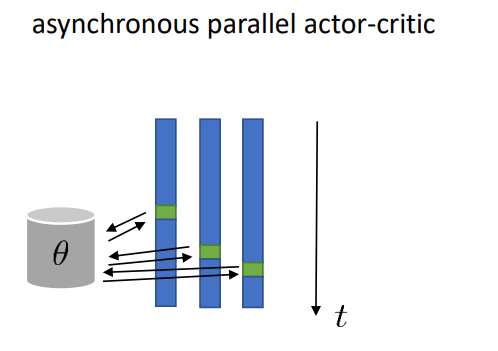 asynchronous parallel actor-critic
θ
t